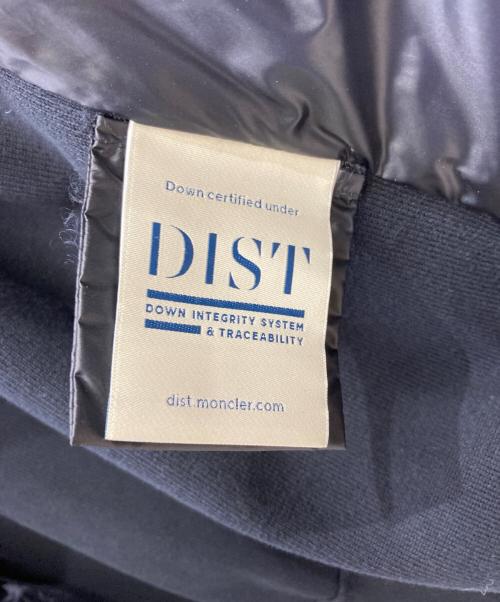 Down certified under
DIST
DOWN INTEGRITY SYSTEM
& TRACEABILITY
dist.moncler.com